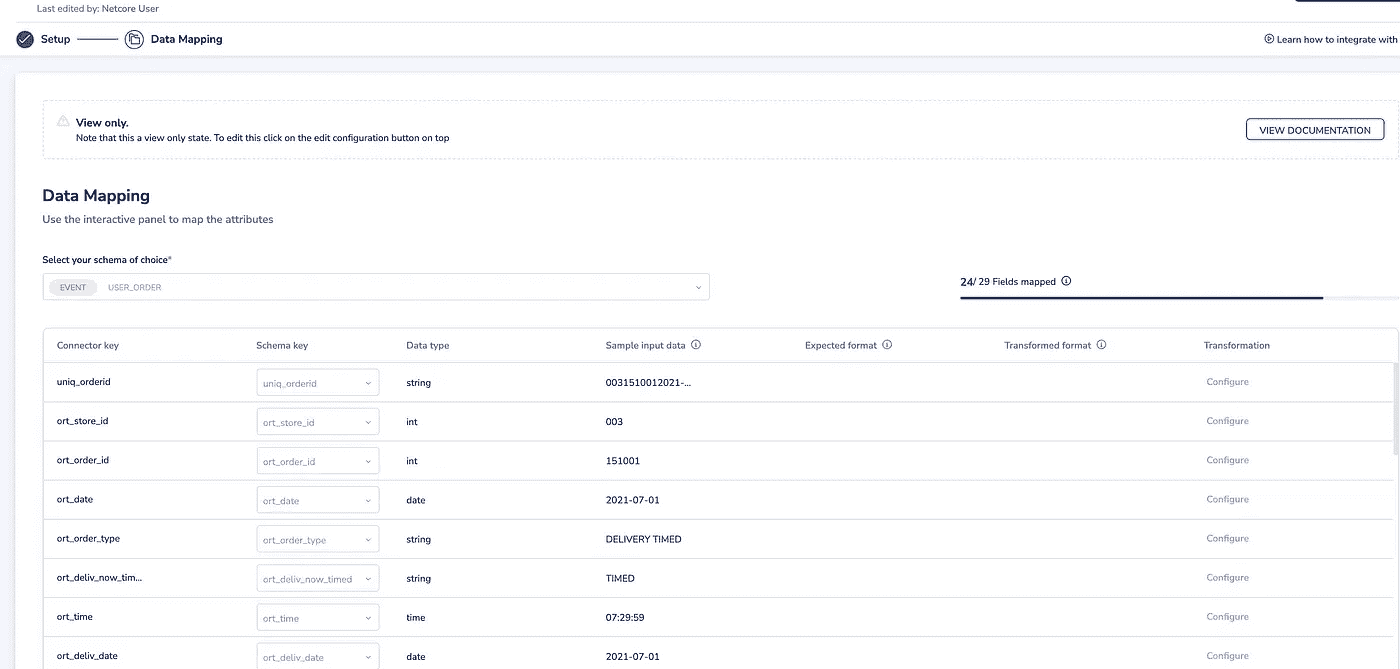 Last edited by: Netcore User
Setup
Data Mapping
Learn how to integrate with
View only.
Note that this a view only state. To edit this click on the edit configuration button on top
VIEW DOCUMENTATION
Data Mapping
Use the interactive panel to map the attributes
Select your schema of choice*
EVENT USER_ORDER
24/ 29 Fields mapped
Connector key Schema key Data type Sample input data Expected format Transformed format Transformation
uniq_orderid uniq_orderid string 0031510012021-... Configure
ort_store_id ort_store_id int 003 Configure
ort_order_id ort_order_id int 151001 Configure
ort_date ort_date date 2021-07-01 Configure
ort_order_type ort_order_type string DELIVERY TIMED Configure
ort_deliv_now_tim... ort_deliv_now_timed string TIMED Configure
ort_time ort_time time 07:29:59 Configure
ort_deliv_date ort_deliv_date date 2021-07-01 Configure